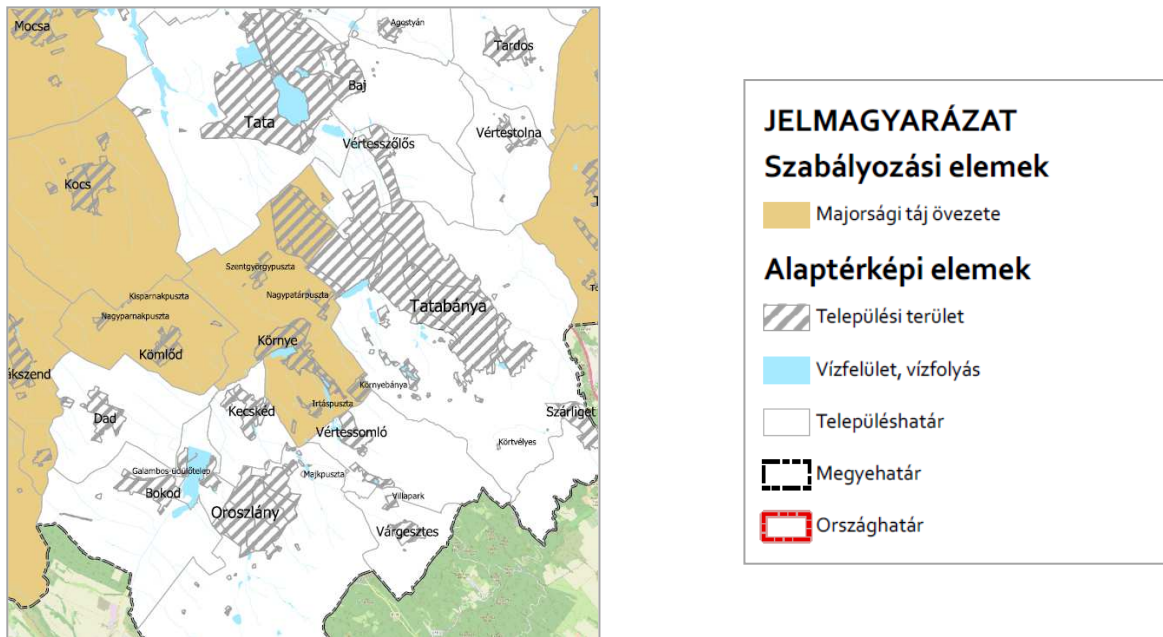 Mocsa
Agostyán
Tardos
Baj
Tata
Vértestolna
Vértesszőlős
Kocs
Szentgyörgypuszta
Kisparnakpuszta
Nagypatárpuszta
Tatabánya
Nagyparnakpuszta
Környe
Kömlőd
ákszend
Környebánya
Irtáspuszta
Kecskéd
Szárliget
Dad
Vértessomló
Körtvélyes
Galambos-üdülőtelep
Majkpuszta
Bokod
Villapark
Oroszlány
Várgesztes
JELMAGYARÁZAT
Szabályozási elemek
Majorsági táj övezete
Alaptérképi elemek
Települési terület
Vízfelület, vízfolyás
Településhatár
Megyehatár
Országhatár